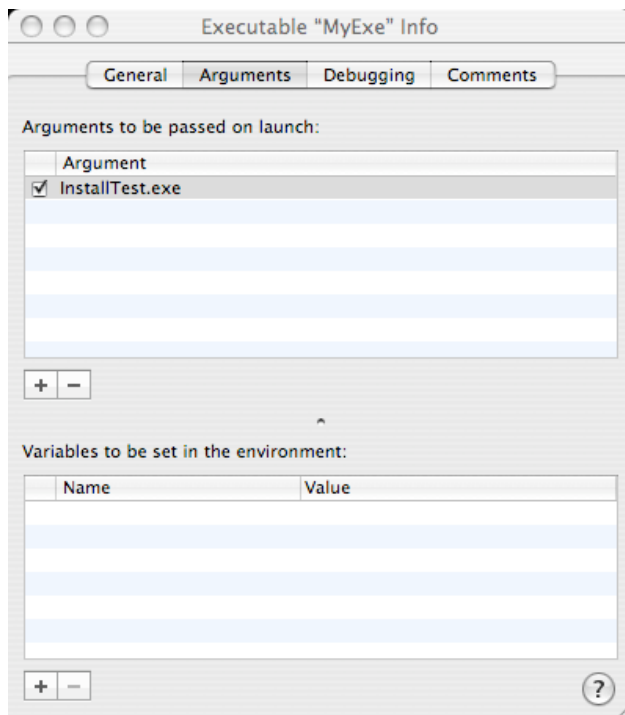 Executable “MyExe” Info
General Arguments Debugging Comments
Arguments to be passed on launch:
Argument
InstallTest.exe
+ −
Variables to be set in the environment:
Name Value
+ − ?